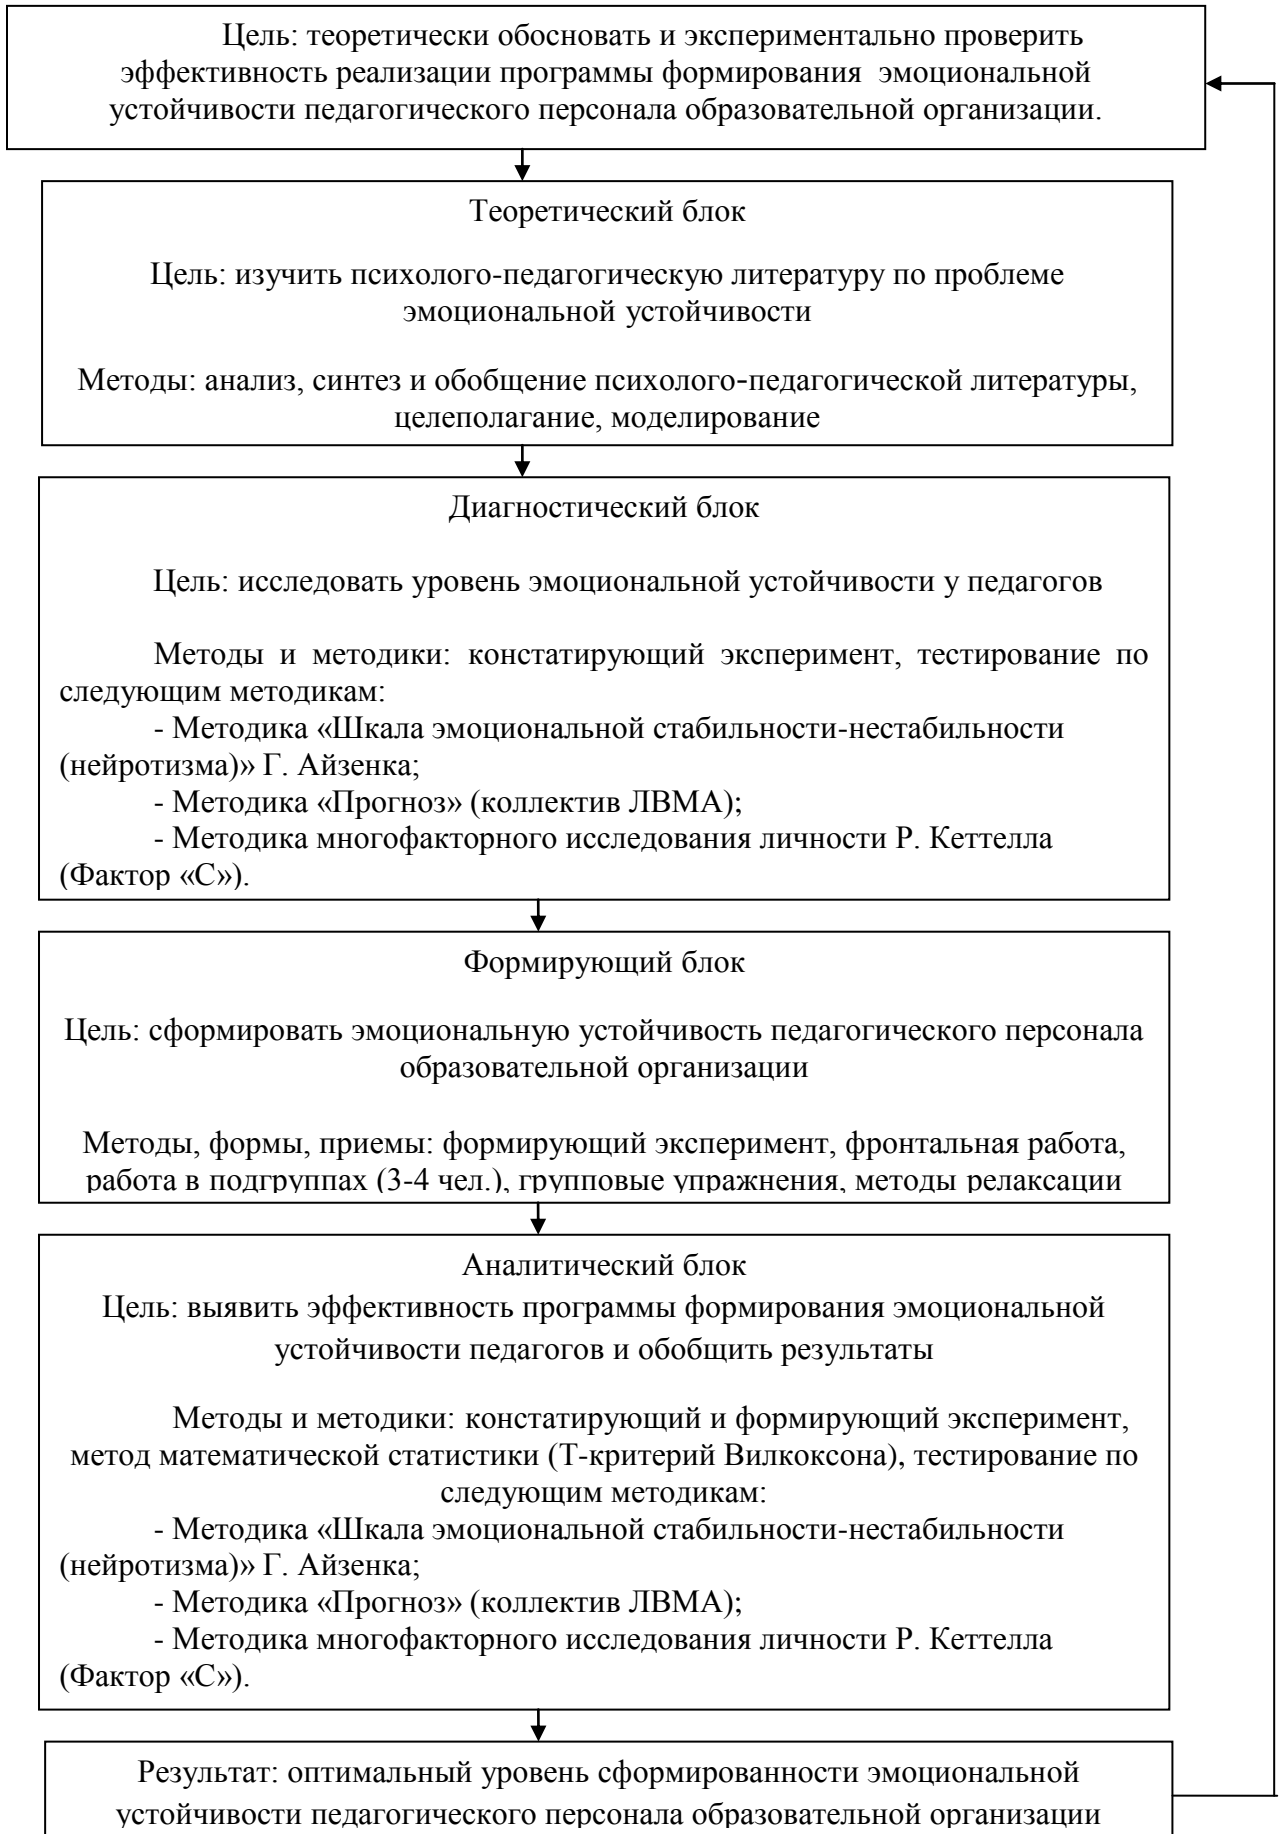 Цель: теоретически обосновать и экспериментально проверить
эффективность реализации программы формирования эмоциональной
устойчивости педагогического персонала образовательной организации.
Теоретический блок
Цель: изучить психолого-педагогическую литературу по проблеме
эмоциональной устойчивости
Методы: анализ, синтез и обобщение психолого-педагогической литературы,
целеполагание, моделирование
Диагностический блок
Цель: исследовать уровень эмоциональной устойчивости у педагогов
Методы и методики: констатирующий эксперимент, тестирование по
следующим методикам:
- Методика «Шкала эмоциональной стабильности-нестабильности
(нейротизма)» Г. Айзенка;
- Методика «Прогноз» (коллектив ЛВМА);
- Методика многофакторного исследования личности Р. Кеттелла
(Фактор «С»).
Формирующий блок
Цель: сформировать эмоциональную устойчивость педагогического персонала
образовательной организации
Методы, формы, приемы: формирующий эксперимент, фронтальная работа,
работа в подгруппах (3-4 чел.), групповые упражнения, методы релаксации
Аналитический блок
Цель: выявить эффективность программы формирования эмоциональной
устойчивости педагогов и обобщить результаты
Методы и методики: констатирующий и формирующий эксперимент,
метод математической статистики (Т-критерий Вилкоксона), тестирование по
следующим методикам:
- Методика «Шкала эмоциональной стабильности-нестабильности
(нейротизма)» Г. Айзенка;
- Методика «Прогноз» (коллектив ЛВМА);
- Методика многофакторного исследования личности Р. Кеттелла
(Фактор «С»).
Результат: оптимальный уровень сформированности эмоциональной
устойчивости педагогического персонала образовательной организации